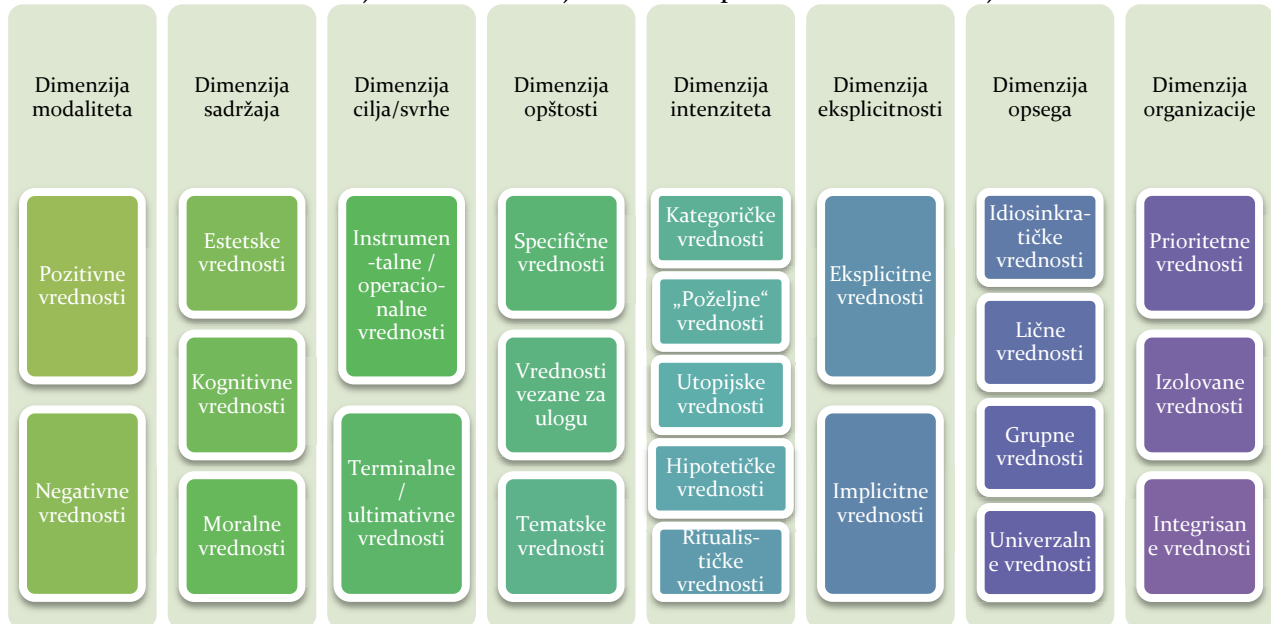 Dimenzija
modaliteta
Pozitivne
vrednosti
Negativne
vrednosti
Dimenzija
sadržaja
Estetske
vrednosti
Kognitivne
vrednosti
Moralne
vrednosti
Dimenzija
cilja/svrhe
Instrumen
-talne /
operacio-
nalne
vrednosti
Terminalne
/
ultimativne
vrednosti
Dimenzija
opštosti
Specifične
vrednosti
Vrednosti
vezane za
ulogu
Tematske
vrednosti
Dimenzija
intenziteta
Kategoričke
vrednosti
„Poželjne“
vrednosti
Utopijske
vrednosti
Hipotetičke
vrednosti
Ritualis-
tičke
vrednosti
Dimenzija
eksplicitnosti
Eksplicitne
vrednosti
Implicitne
vrednosti
Dimenzija
opsega
Idiosinkra-
tičke
vrednosti
Lične
vrednosti
Grupne
vrednosti
Univerzaln
e vrednosti
Dimenzija
organizacije
Prioritetne
vrednosti
Izolovane
vrednosti
Integrisan
e vrednosti